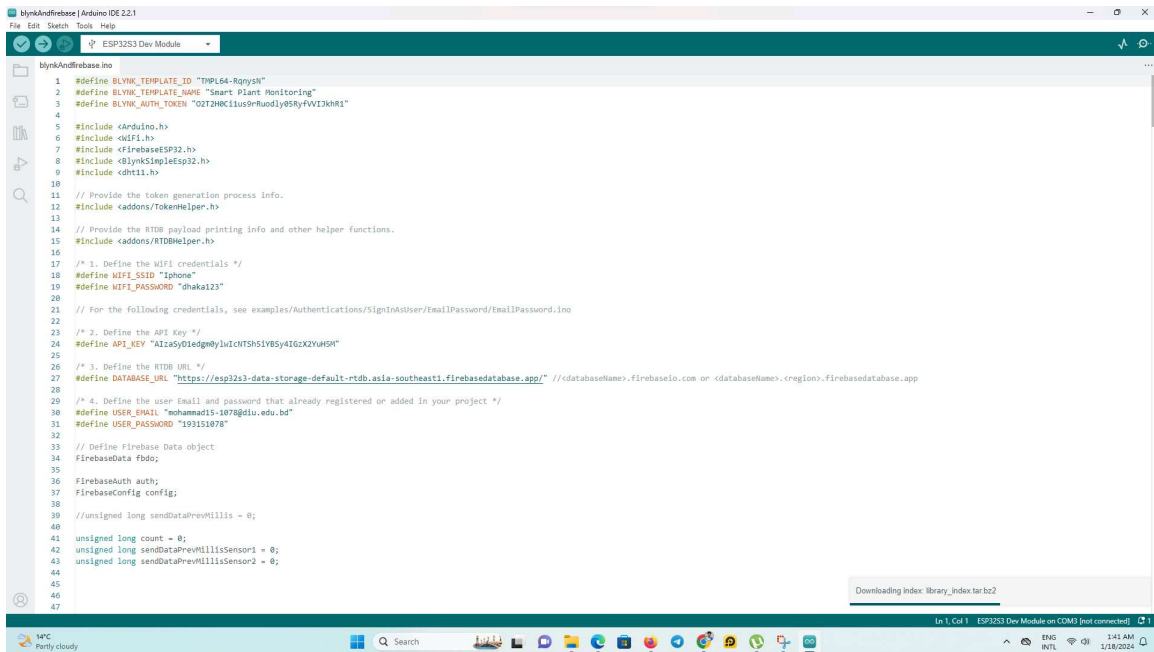 blynkAndfirebase | Arduino IDE 2.2.1
File Edit Sketch Tools Help
ESP32S3 Dev Module
blynkAndfirebase.ino
1 #define BLYNK_TEMPLATE_ID "TMPL64-RqnysN"
2 #define BLYNK_TEMPLATE_NAME "Smart Plant Monitoring"
3 #define BLYNK_AUTH_TOKEN "O2T2H0Ci1us9rRuodly05RyfVVIJkhR1"
4
5 #include <Arduino.h>
6 #include <WiFi.h>
7 #include <FirebaseESP32.h>
8 #include <BlynkSimpleEsp32.h>
9 #include <dht11.h>
10
11 // Provide the token generation process info.
12 #include <addons/TokenHelper.h>
13
14 // Provide the RTDB payload printing info and other helper functions.
15 #include <addons/RTDBHelper.h>
16
17 /* 1. Define the WiFi credentials */
18 #define WIFI_SSID "Iphone"
19 #define WIFI_PASSWORD "dhaka123"
20
21 // For the following credentials, see examples/Authentications/SignInAsUser/EmailPassword/EmailPassword.ino
22
23 /* 2. Define the API Key */
24 #define API_KEY "AIzaSyD1edgm0ylwIcNTSh5iYBSy4IGzX2YuH5M"
25
26 /* 3. Define the RTDB URL */
27 #define DATABASE_URL "https://esp32s3-data-storage-default-rtdb.asia-southeast1.firebasedatabase.app/" //<databaseName>.firebaseio.com or <databaseName>.<region>.firebasedatabase.app
28
29 /* 4. Define the user Email and password that already registered or added in your project */
30 #define USER_EMAIL "mohammad15-1078@diu.edu.bd"
31 #define USER_PASSWORD "193151078"
32
33 // Define Firebase Data object
34 FirebaseData fbdo;
35
36 FirebaseAuth auth;
37 FirebaseConfig config;
38
39 //unsigned long sendDataPrevMillis = 0;
40
41 unsigned long count = 0;
42 unsigned long sendDataPrevMillisSensor1 = 0;
43 unsigned long sendDataPrevMillisSensor2 = 0;
44
45
46
47
Downloading index: library_index.tar.bz2
Ln 1, Col 1 ESP32S3 Dev Module on COM3 [not connected] 1
14°C
Partly cloudy
Search
ENG
INTL
1:41 AM
1/18/2024